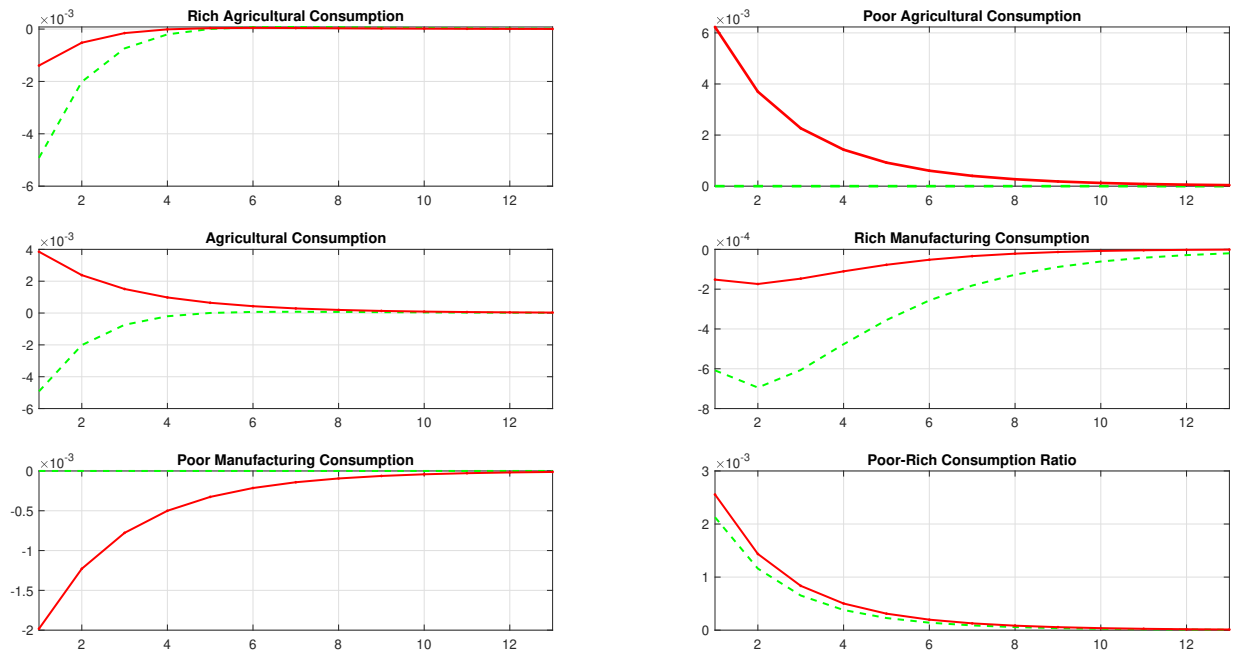 ×10⁻³
Rich Agricultural Consumption
0
-2
-4
-6
2 4 6 8 10 12
×10⁻³
Poor Agricultural Consumption
6
4
2
0
2 4 6 8 10 12
×10⁻³
Agricultural Consumption
4
2
0
-2
-4
-6
2 4 6 8 10 12
×10⁻⁴
Rich Manufacturing Consumption
0
-2
-4
-6
-8
2 4 6 8 10 12
×10⁻³
Poor Manufacturing Consumption
0
-0.5
-1
-1.5
-2
2 4 6 8 10 12
×10⁻³
Poor-Rich Consumption Ratio
3
2
1
0
2 4 6 8 10 12